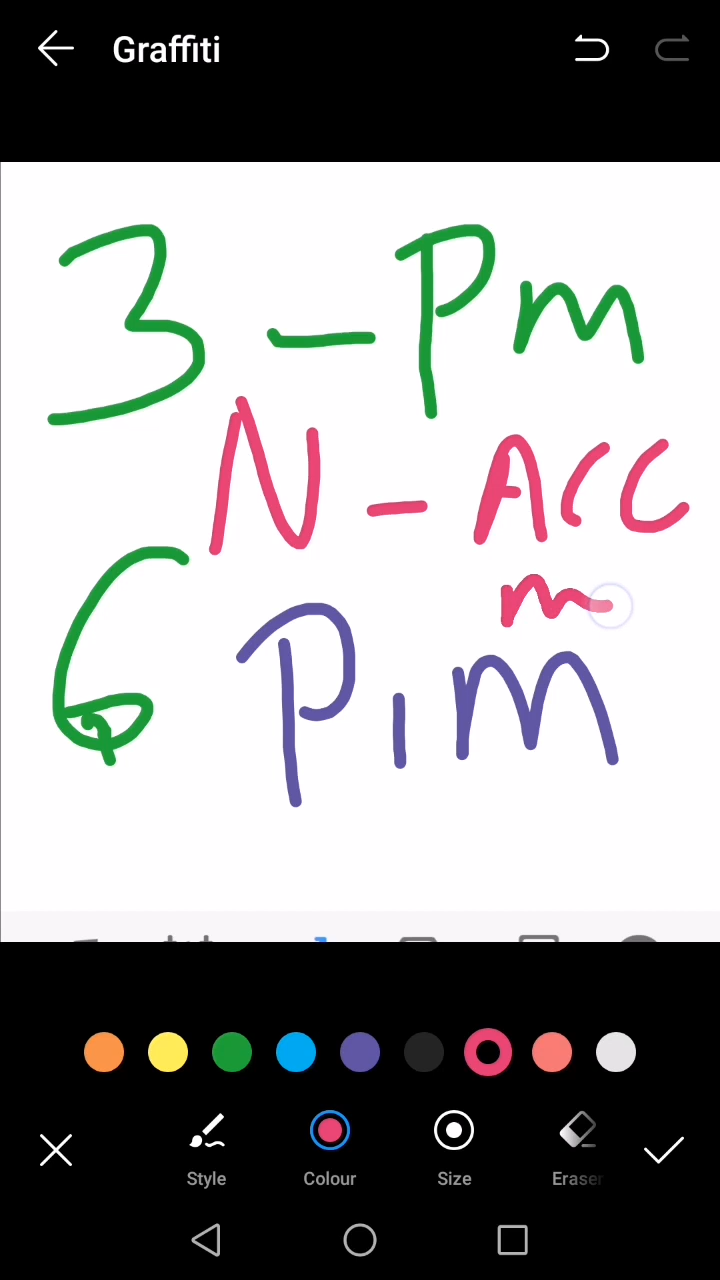 Graffiti
3 - Pm
N - ACC
m
6 PIM
Style Colour Size Eraser